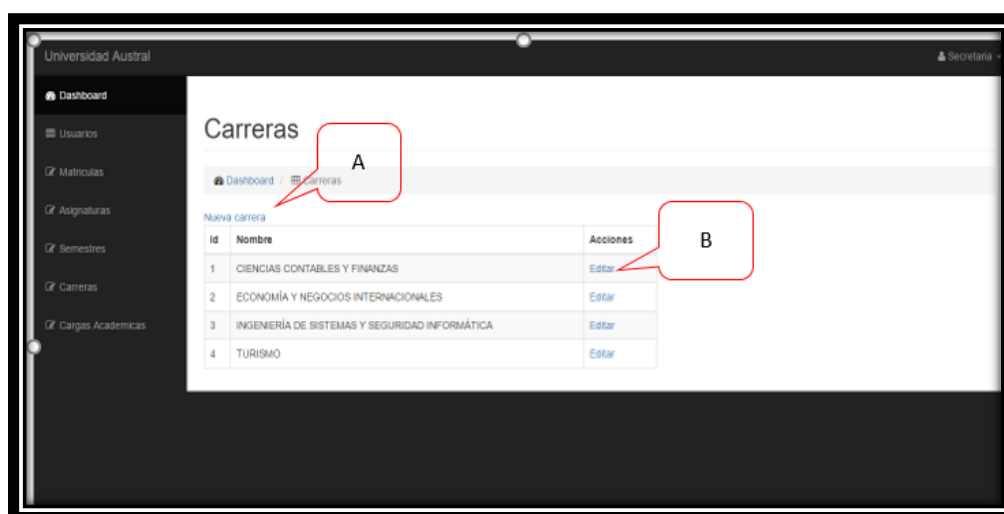 Universidad Austral
Secretaria
Dashboard
Usuarios
Matriculas
Asignaturas
Semestres
Carreras
Cargas Academicas
Carreras
A
Dashboard / Carreras
Nueva carrera
Id Nombre Acciones
1 CIENCIAS CONTABLES Y FINANZAS Editar
2 ECONOMÍA Y NEGOCIOS INTERNACIONALES Editar
3 INGENIERÍA DE SISTEMAS Y SEGURIDAD INFORMÁTICA Editar
4 TURISMO Editar
B